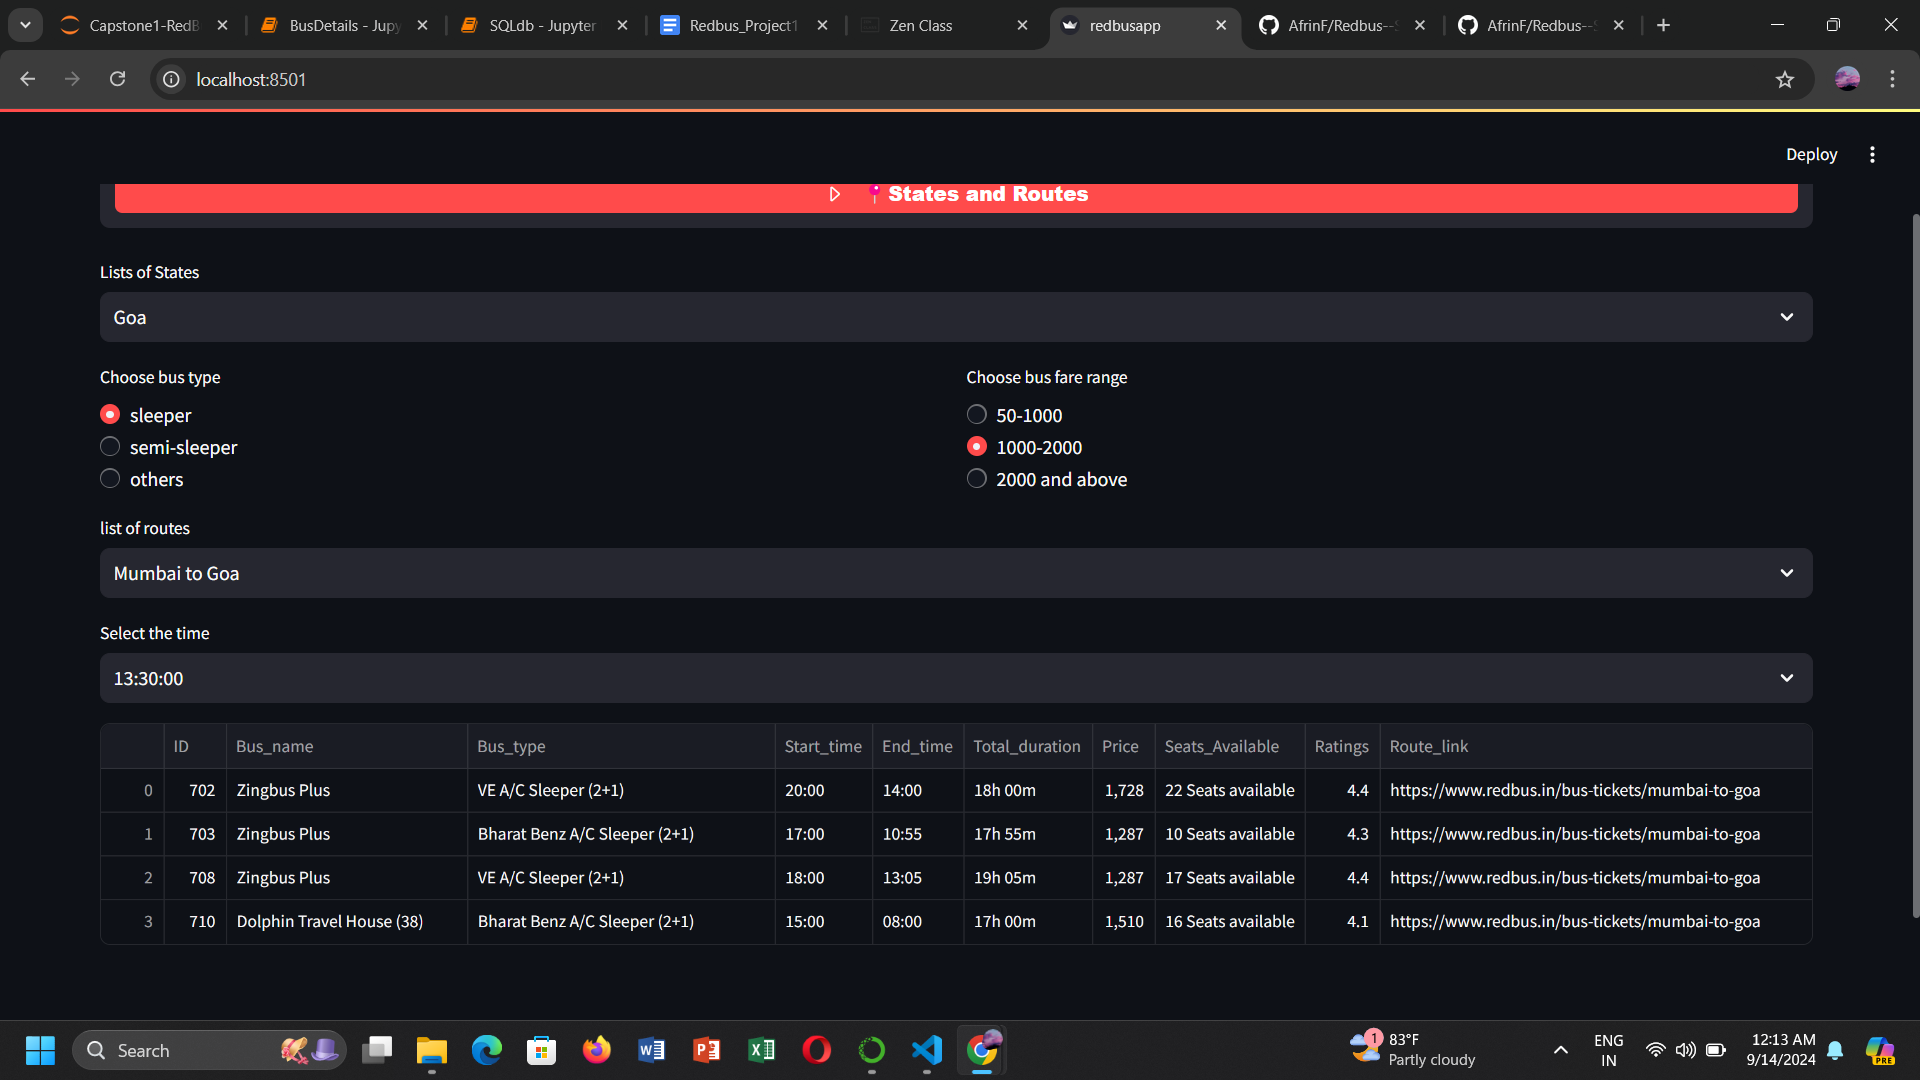 Capstone1-RedB
BusDetails - Jupy
SQLdb - Jupyter
Redbus_Project1
Zen Class
redbusapp
AfrinF/Redbus--S
AfrinF/Redbus--S
localhost:8501
Deploy
States and Routes
Lists of States
Goa
Choose bus type
Choose bus fare range
sleeper
50-1000
semi-sleeper
1000-2000
others
2000 and above
list of routes
Mumbai to Goa
Select the time
13:30:00
ID Bus_name Bus_type Start_time End_time Total_duration Price Seats_Available Ratings Route_link
0 702 Zingbus Plus VE A/C Sleeper (2+1) 20:00 14:00 18h 00m 1,728 22 Seats available 4.4 https://www.redbus.in/bus-tickets/mumbai-to-goa
1 703 Zingbus Plus Bharat Benz A/C Sleeper (2+1) 17:00 10:55 17h 55m 1,287 10 Seats available 4.3 https://www.redbus.in/bus-tickets/mumbai-to-goa
2 708 Zingbus Plus VE A/C Sleeper (2+1) 18:00 13:05 19h 05m 1,287 17 Seats available 4.4 https://www.redbus.in/bus-tickets/mumbai-to-goa
3 710 Dolphin Travel House (38) Bharat Benz A/C Sleeper (2+1) 15:00 08:00 17h 00m 1,510 16 Seats available 4.1 https://www.redbus.in/bus-tickets/mumbai-to-goa
Search
1
83°F
Partly cloudy
ENG
IN
12:13 AM
9/14/2024
PRE